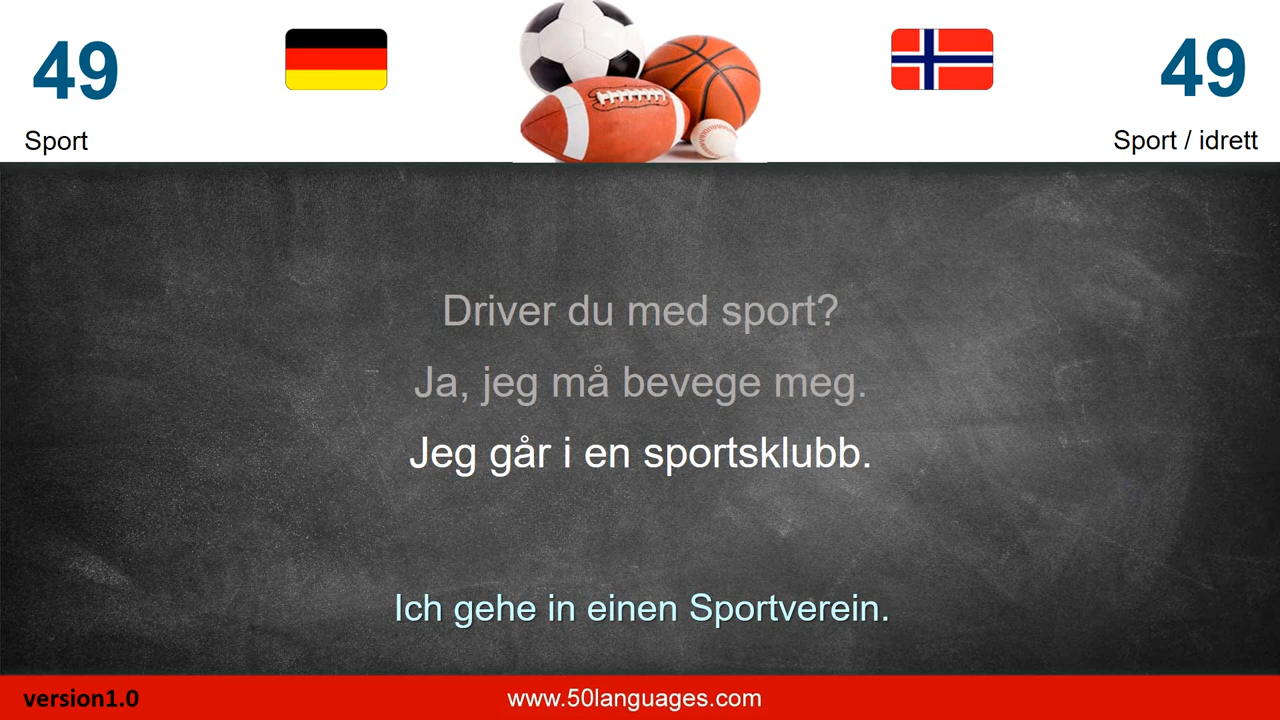 49
49
Sport
Sport / idrett
Driver du med sport?
Ja, jeg må bevege meg.
Jeg går i en sportsklubb.
Ich gehe in einen Sportverein.
version1.0
www.50languages.com